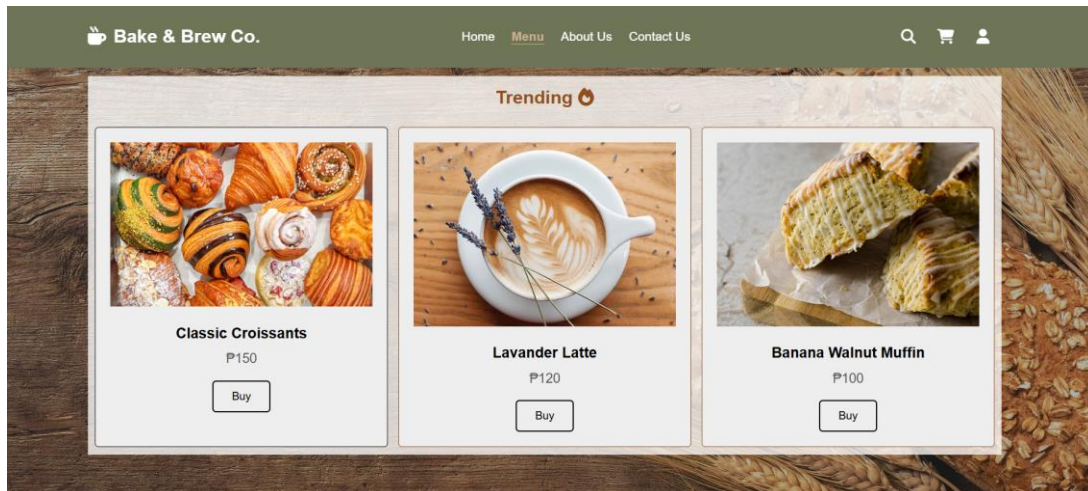 Bake & Brew Co.
Home Menu About Us Contact Us
Trending
Classic Croissants
₱150
Buy
Lavander Latte
₱120
Buy
Banana Walnut Muffin
₱100
Buy